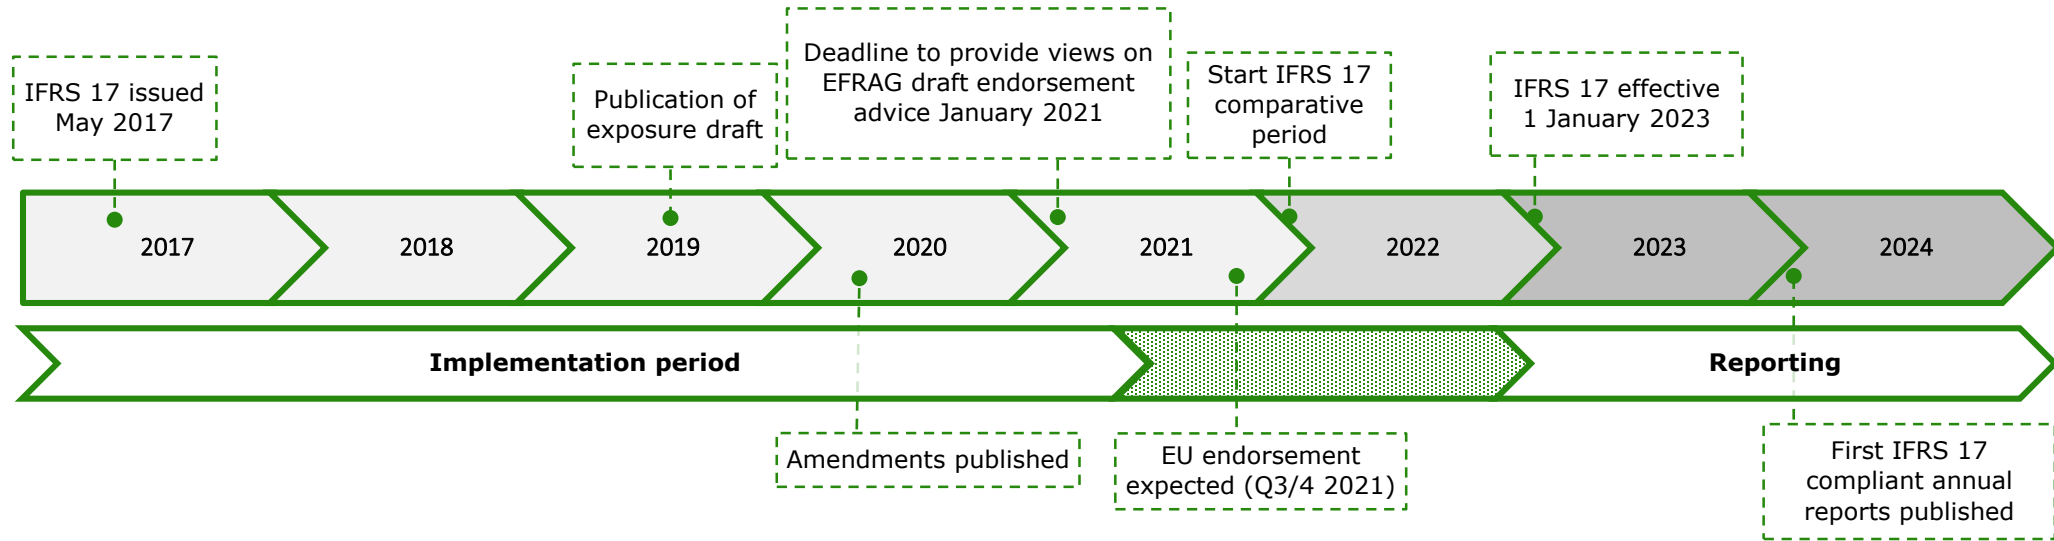 IFRS 17 issued
May 2017
Publication of
exposure draft
Deadline to provide views on
EFRAG draft endorsement
advice January 2021
Start IFRS 17
comparative
period
IFRS 17 effective
1 January 2023
2017
2018
2019
2020
2021
2022
2023
2024
Implementation period
Reporting
Amendments published
EU endorsement
expected (Q3/4 2021)
First IFRS 17
compliant annual
reports published